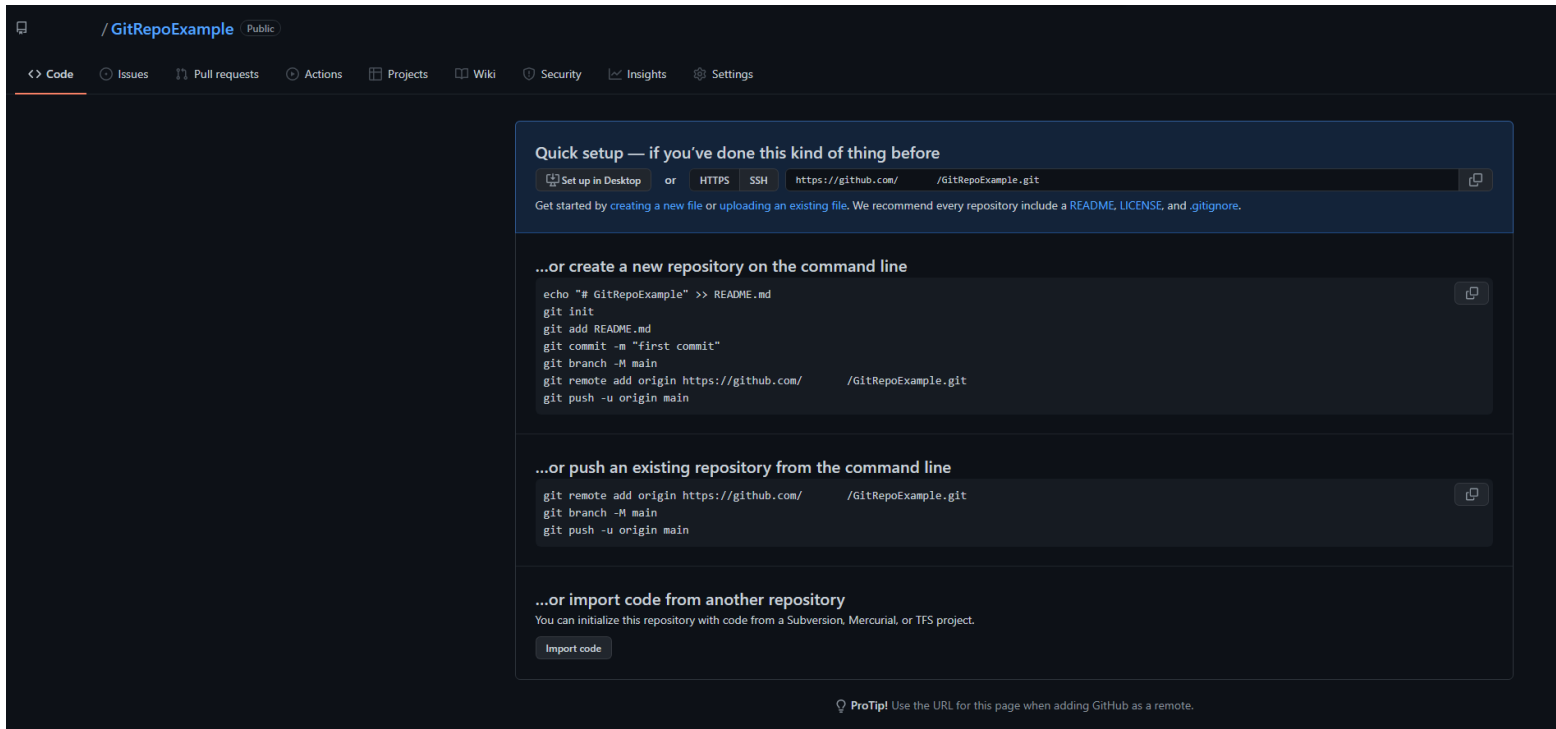 / GitRepoExample Public
Code Issues Pull requests Actions Projects Wiki Security Insights Settings
Quick setup — if you've done this kind of thing before
Set up in Desktop or HTTPS SSH https://github.com/ /GitRepoExample.git
Get started by creating a new file or uploading an existing file. We recommend every repository include a README, LICENSE, and .gitignore.
…or create a new repository on the command line
echo "# GitRepoExample" >> README.md
git init
git add README.md
git commit -m "first commit"
git branch -M main
git remote add origin https://github.com/ /GitRepoExample.git
git push -u origin main
…or push an existing repository from the command line
git remote add origin https://github.com/ /GitRepoExample.git
git branch -M main
git push -u origin main
…or import code from another repository
You can initialize this repository with code from a Subversion, Mercurial, or TFS project.
Import code
ProTip! Use the URL for this page when adding GitHub as a remote.